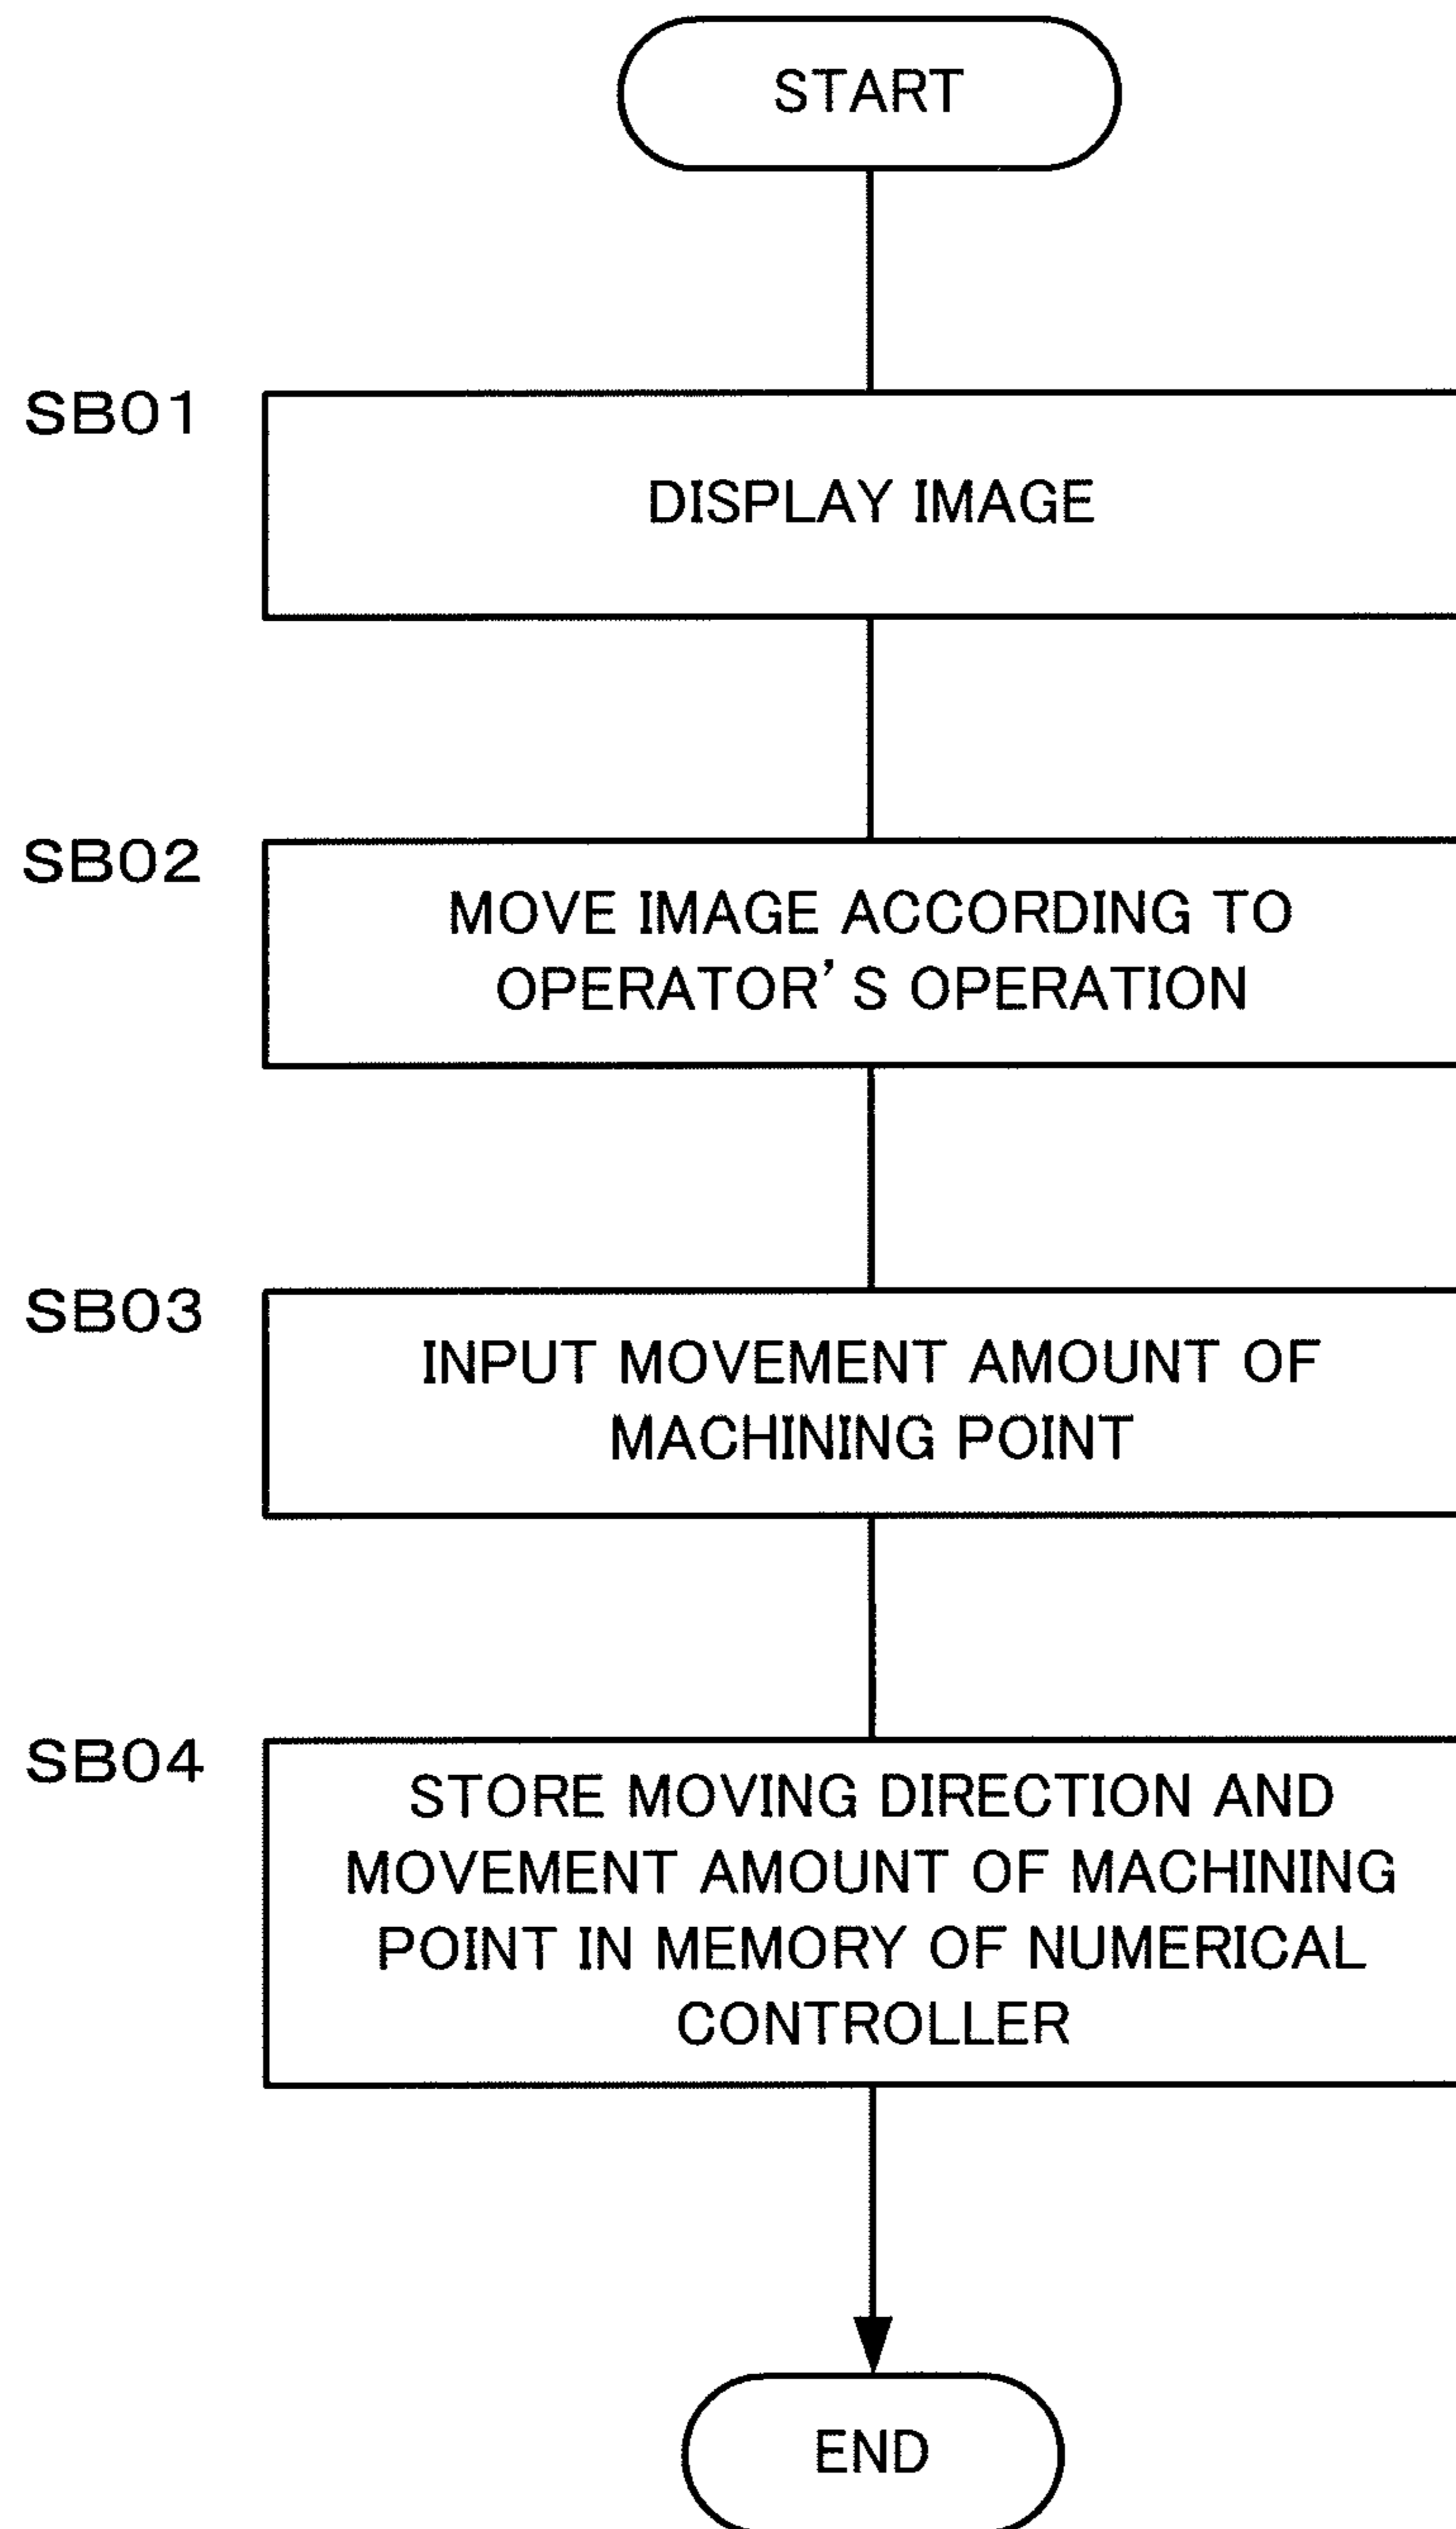 START
SB01
DISPLAY IMAGE
SB02
MOVE IMAGE ACCORDING TO
OPERATOR'S OPERATION
SB03
INPUT MOVEMENT AMOUNT OF
MACHINING POINT
SB04
STORE MOVING DIRECTION AND
MOVEMENT AMOUNT OF MACHINING
POINT IN MEMORY OF NUMERICAL
CONTROLLER
END